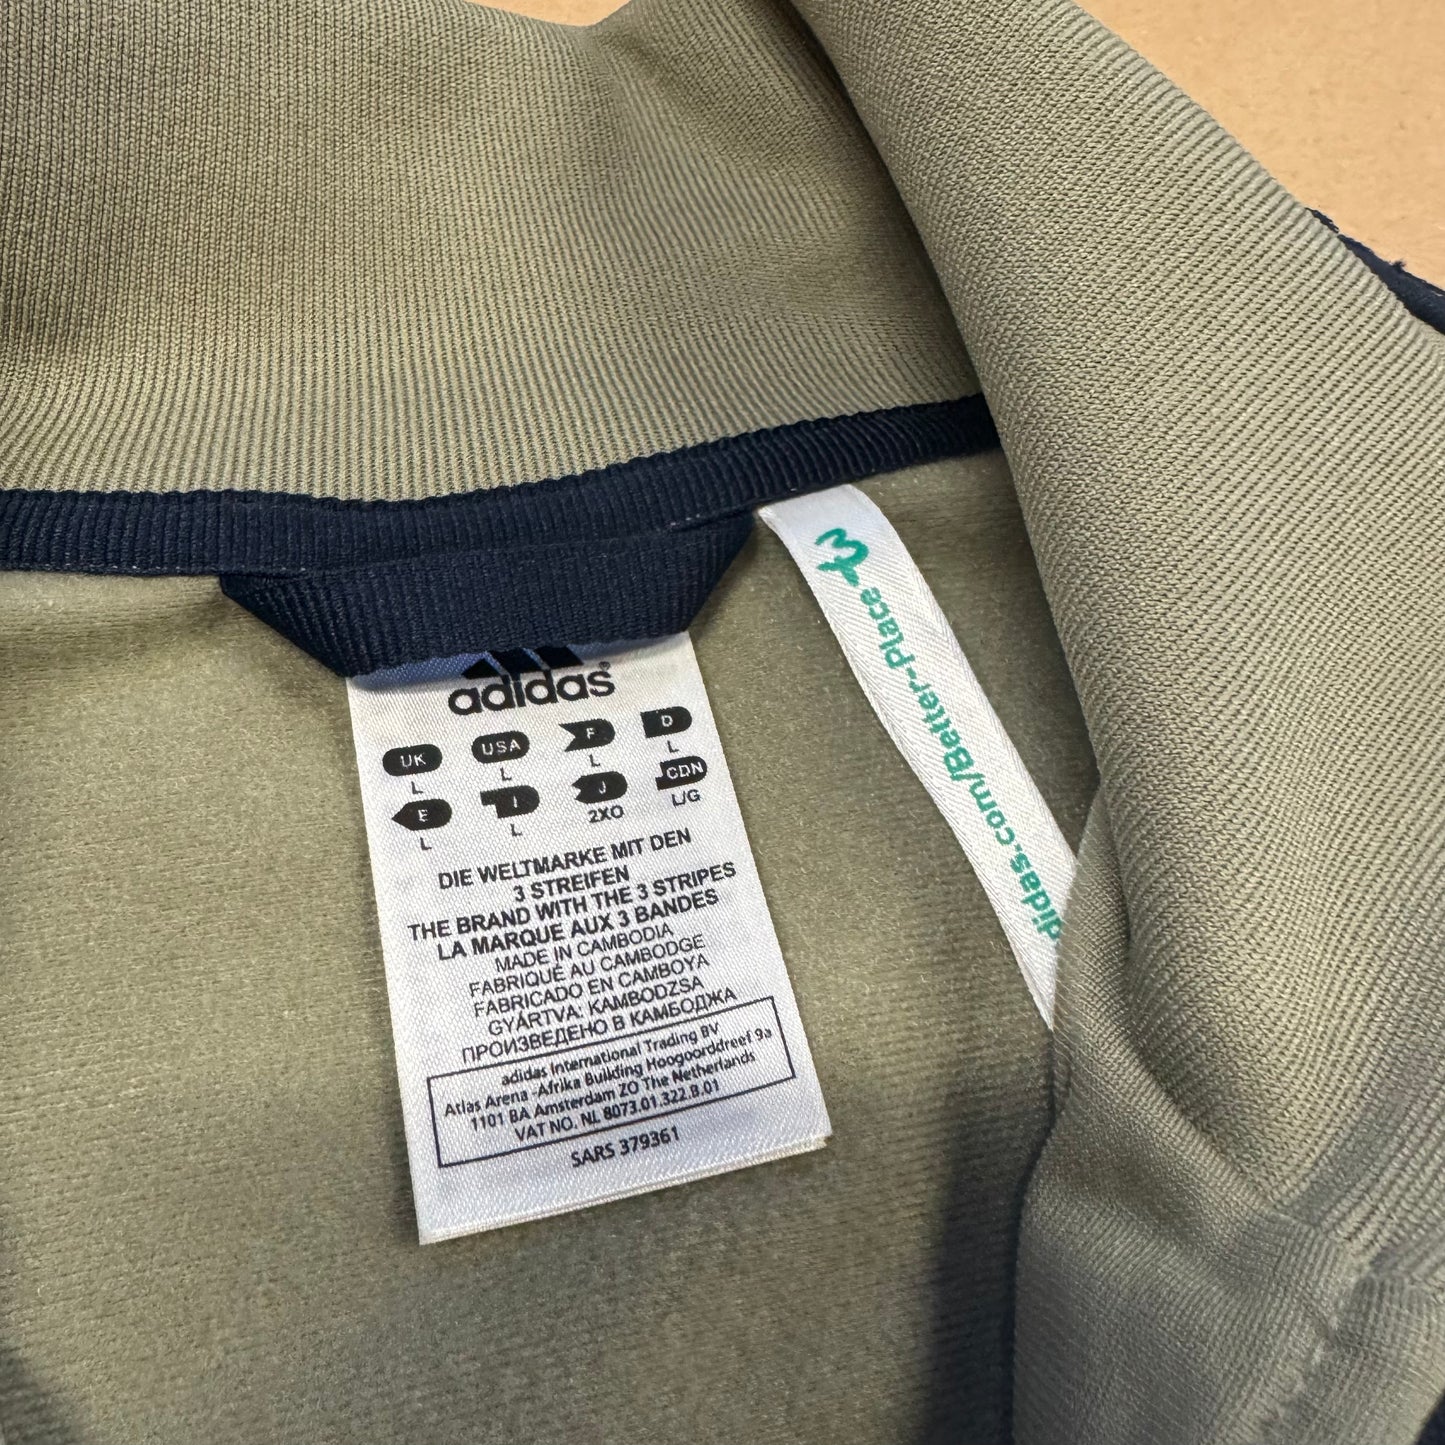 adidas®
UK USA F D
L L L L
E I J CDN
L L 2XO L/G
DIE WELTMARKE MIT DEN
3 STREIFEN
THE BRAND WITH THE 3 STRIPES
LA MARQUE AUX 3 BANDES
MADE IN CAMBODIA
FABRIQUÉ AU CAMBODGE
FABRICADO EN CAMBOYA
GYÁRTVA: KAMBODZSA
ПРОИЗВЕДЕНО В КАМБОДЖА
adidas International Trading BV
Atlas Arena -Afrika Building Hoogoorddreef 9a
1101 BA Amsterdam ZO The Netherlands
VAT NO. NL 8073.01.322.B.01
SARS 379361
didas.com/Better-Place